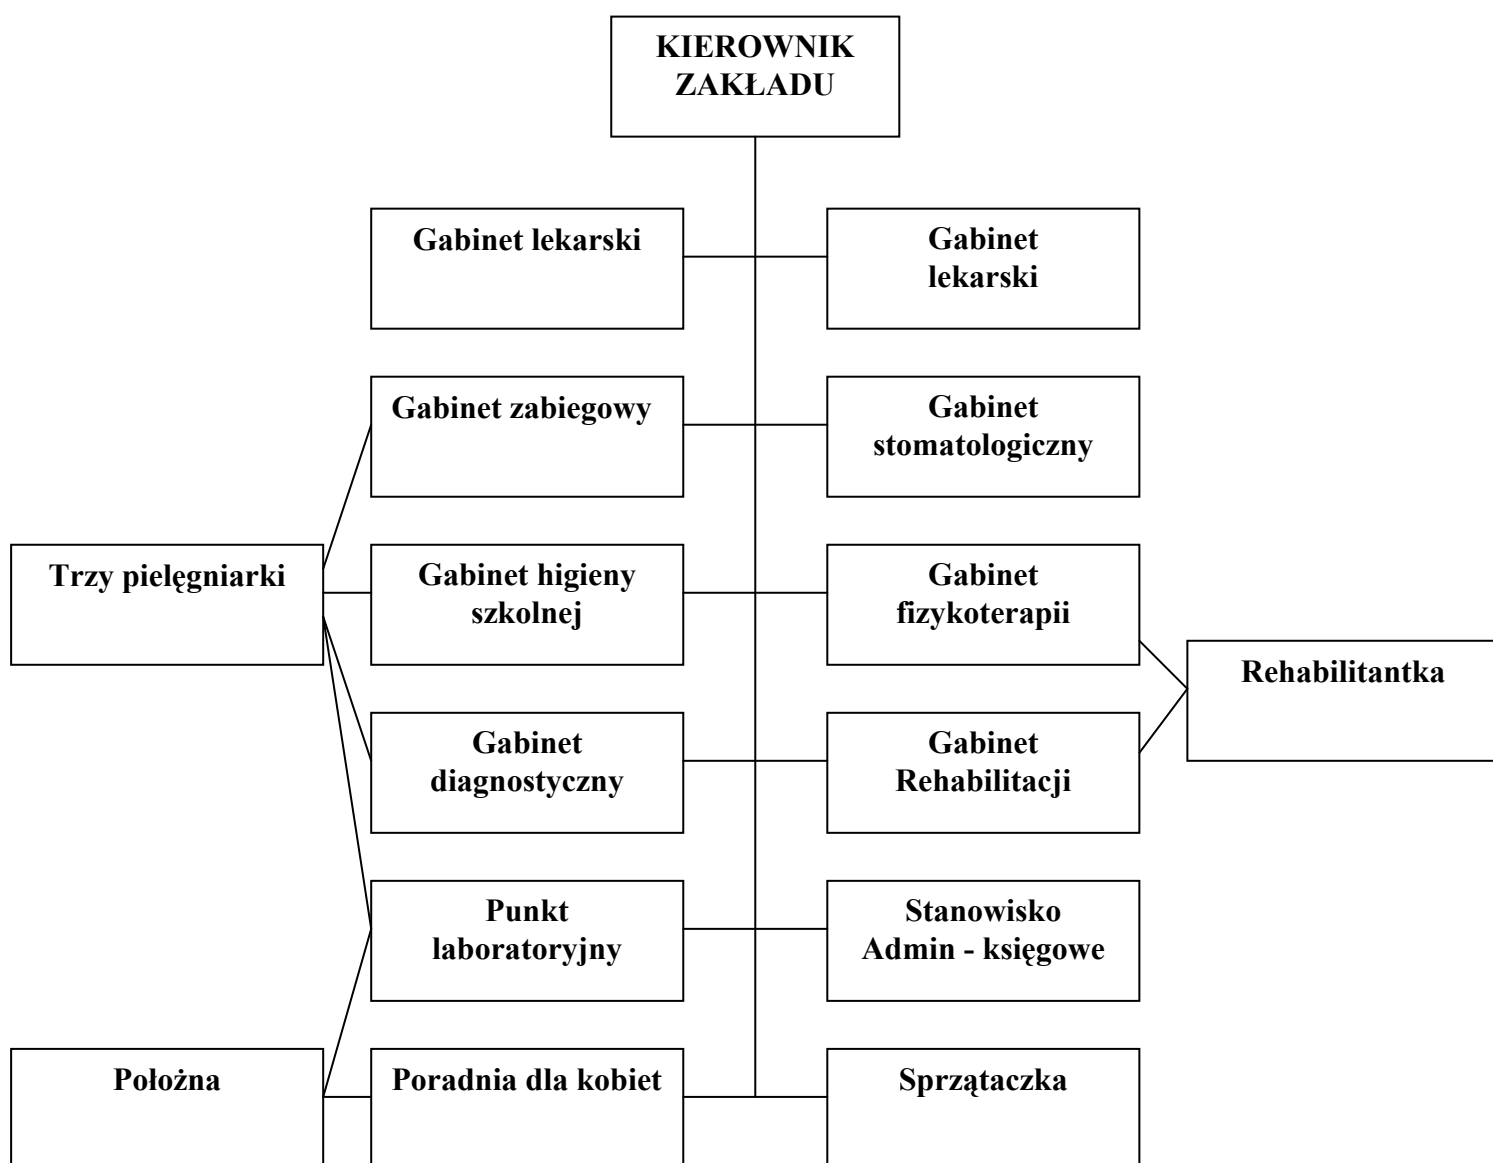 KIEROWNIK
ZAKŁADU
Gabinet lekarski
Gabinet
lekarski
Gabinet zabiegowy
Gabinet
stomatologiczny
Trzy pielęgniarki
Gabinet higieny
szkolnej
Gabinet
fizykoterapii
Rehabilitantka
Gabinet
diagnostyczny
Gabinet
Rehabilitacji
Punkt
laboratoryjny
Stanowisko
Admin - księgowe
Położna
Poradnia dla kobiet
Sprzątaczka